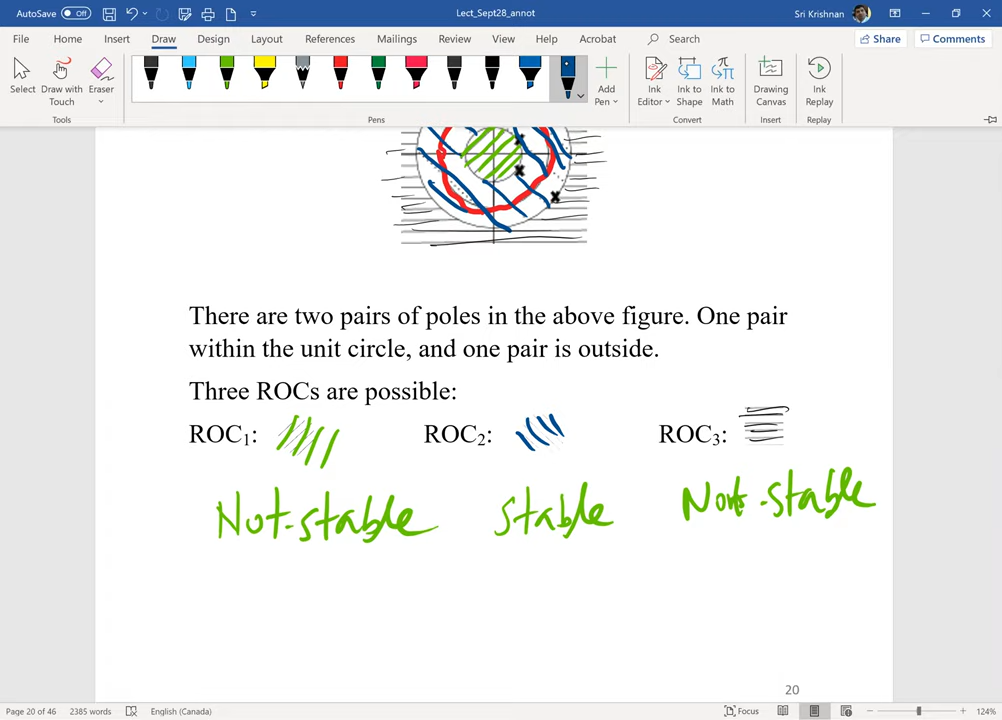 AutoSave Off Lect_Sept28_annot Sri Krishnan
File Home Insert Draw Design Layout References Mailings Review View Help Acrobat Search Share Comments
Select Draw with Touch Eraser Add Pen Ink Editor Ink to Shape Ink to Math Drawing Canvas Ink Replay
Tools Pens Convert Insert Replay
There are two pairs of poles in the above figure. One pair
within the unit circle, and one pair is outside.
Three ROCs are possible:
ROC₁: ROC₂: ROC₃:
Not-stable Stable Not-stable
20
Page 20 of 46 2385 words English (Canada) Focus 124%